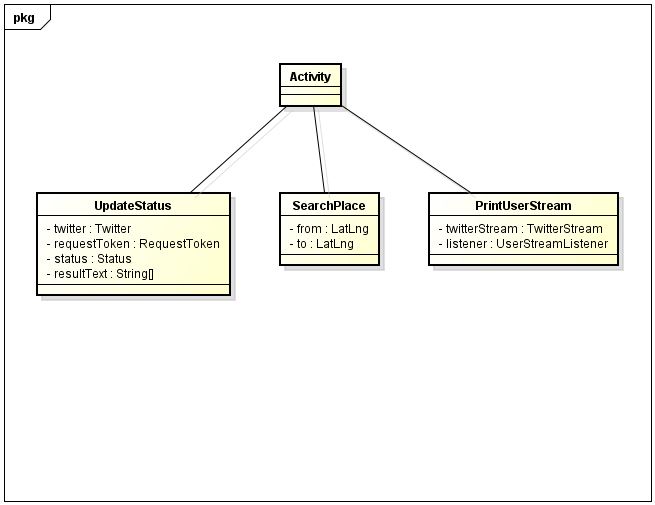 pkg
Activity
UpdateStatus
- twitter : Twitter
- requestToken : RequestToken
- status : Status
- resultText : String[]
SearchPlace
- from : LatLng
- to : LatLng
PrintUserStream
- twitterStream : TwitterStream
- listener : UserStreamListener